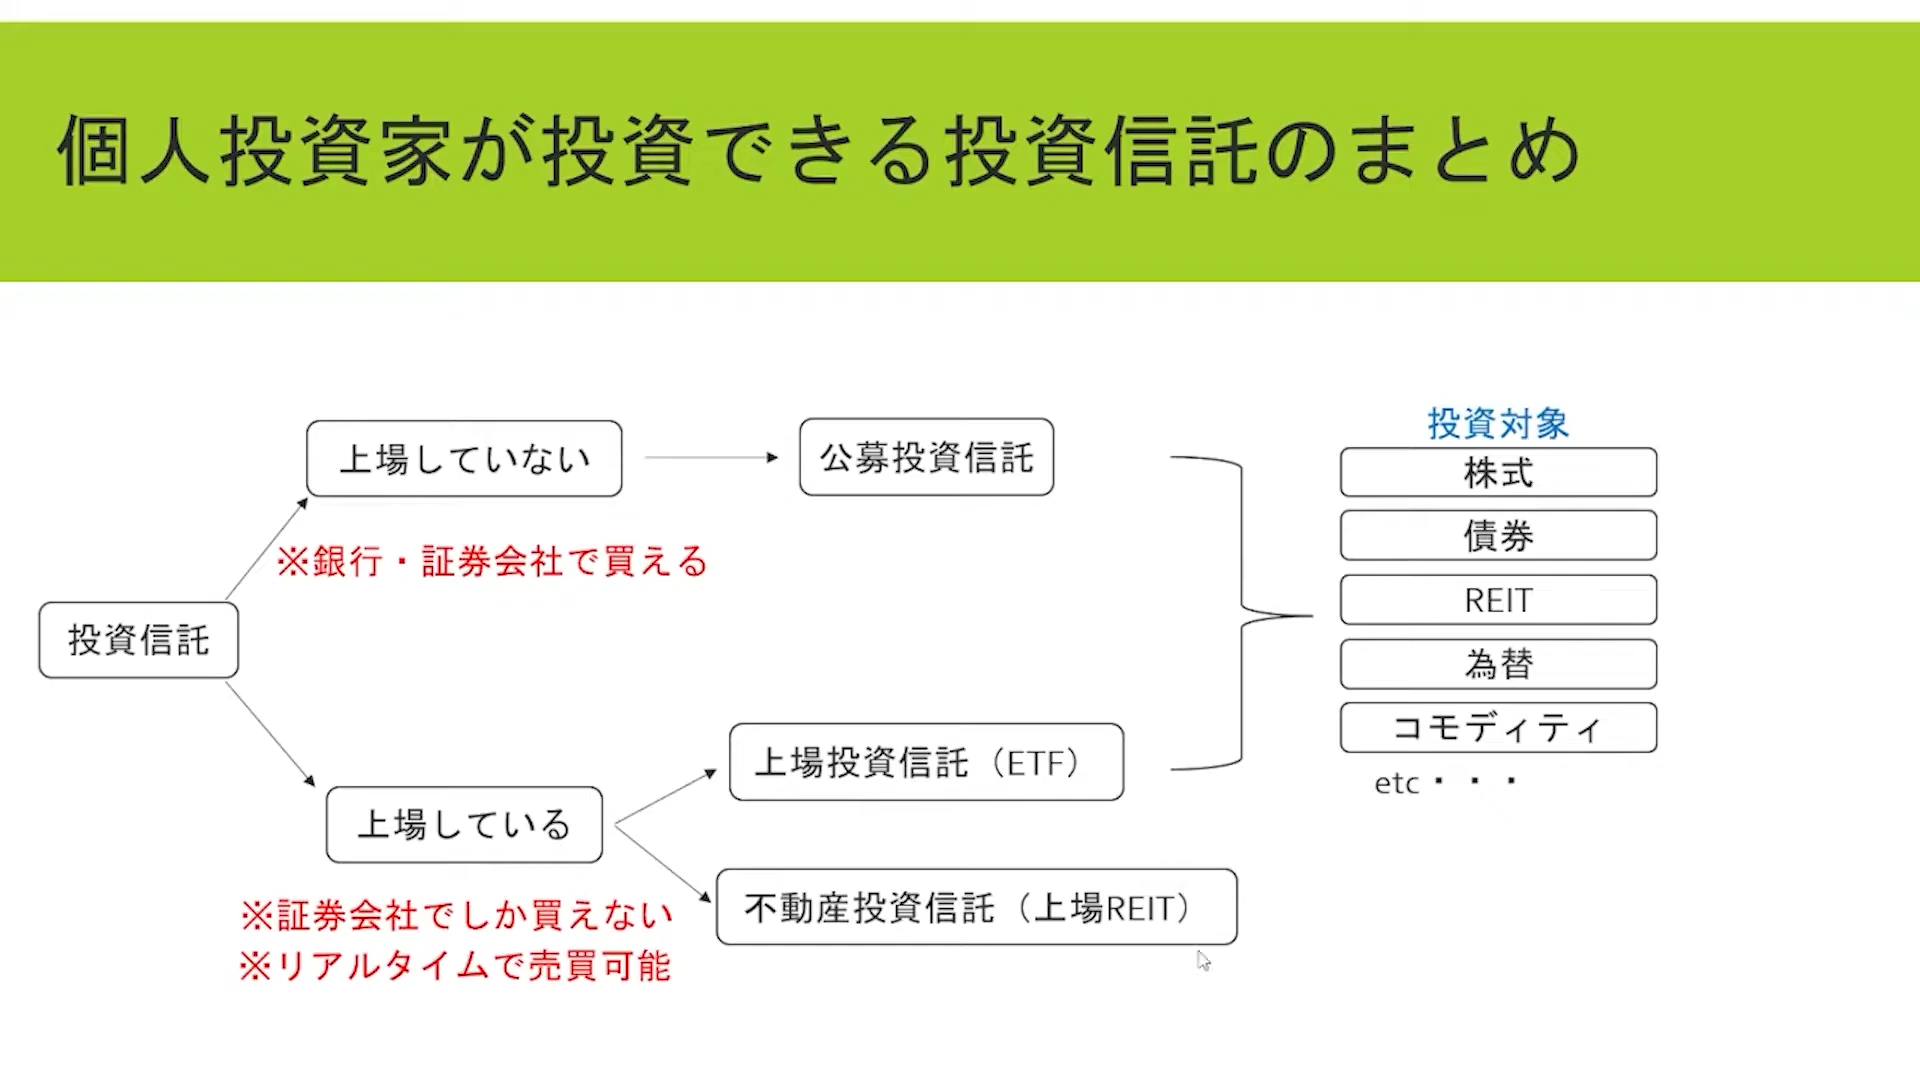 個人投資家が投資できる投資信託のまとめ
上場していない
公募投資信託
※銀行・証券会社で買える
投資信託
上場している
上場投資信託（ETF）
不動産投資信託（上場REIT）
※証券会社でしか買えない
※リアルタイムで売買可能
投資対象
株式
債券
REIT
為替
コモディティ
etc・・・